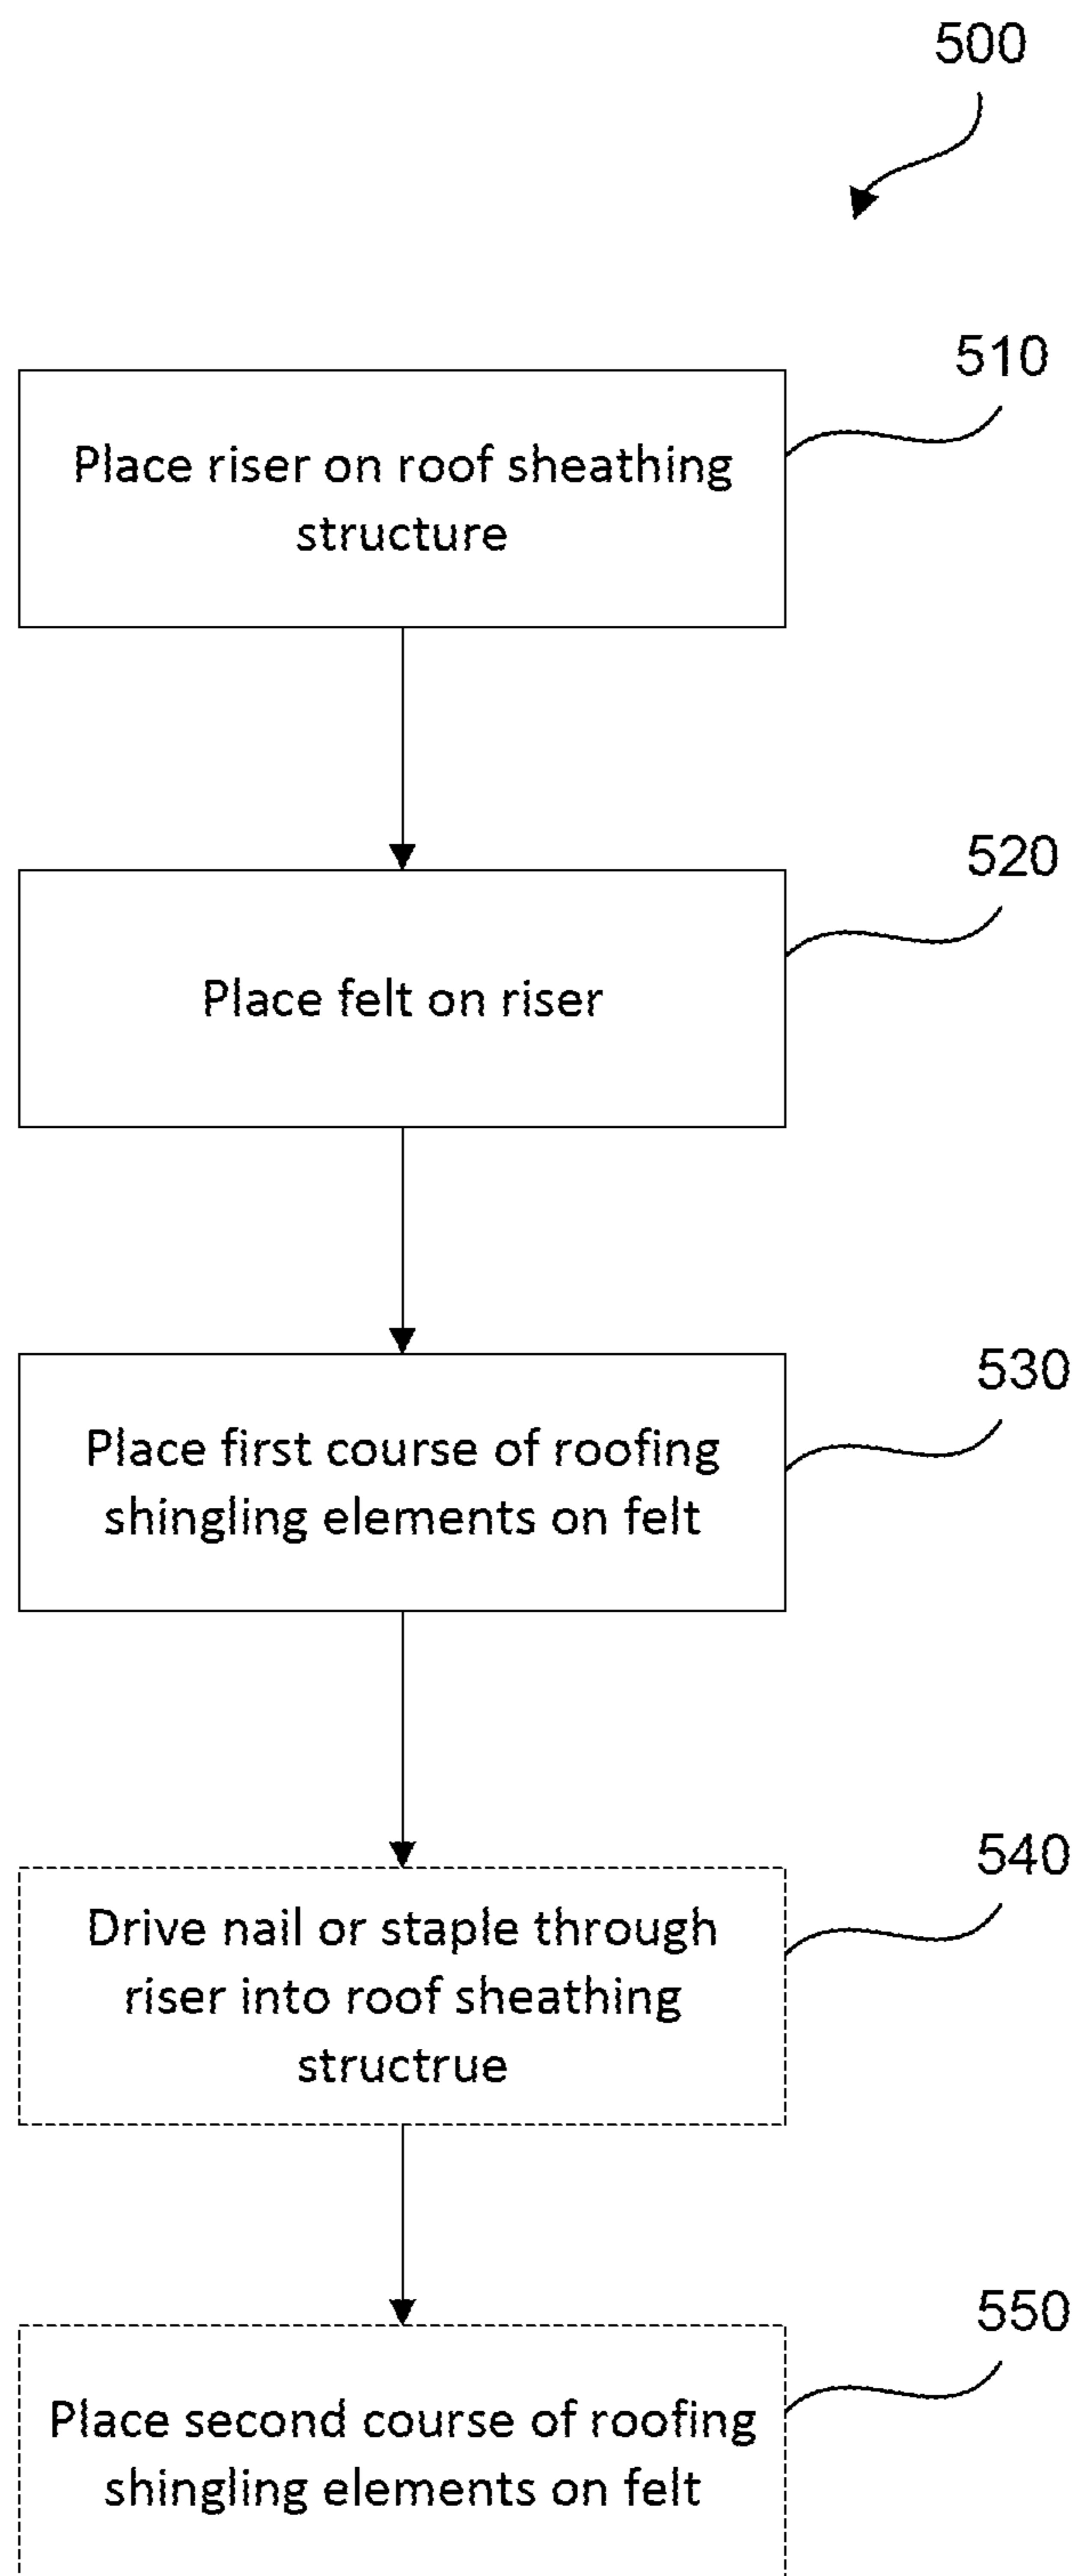 500
510
Place riser on roof sheathing
structure
520
Place felt on riser
530
Place first course of roofing
shingling elements on felt
540
Drive nail or staple through
riser into roof sheathing
structrue
550
Place second course of roofing
shingling elements on felt